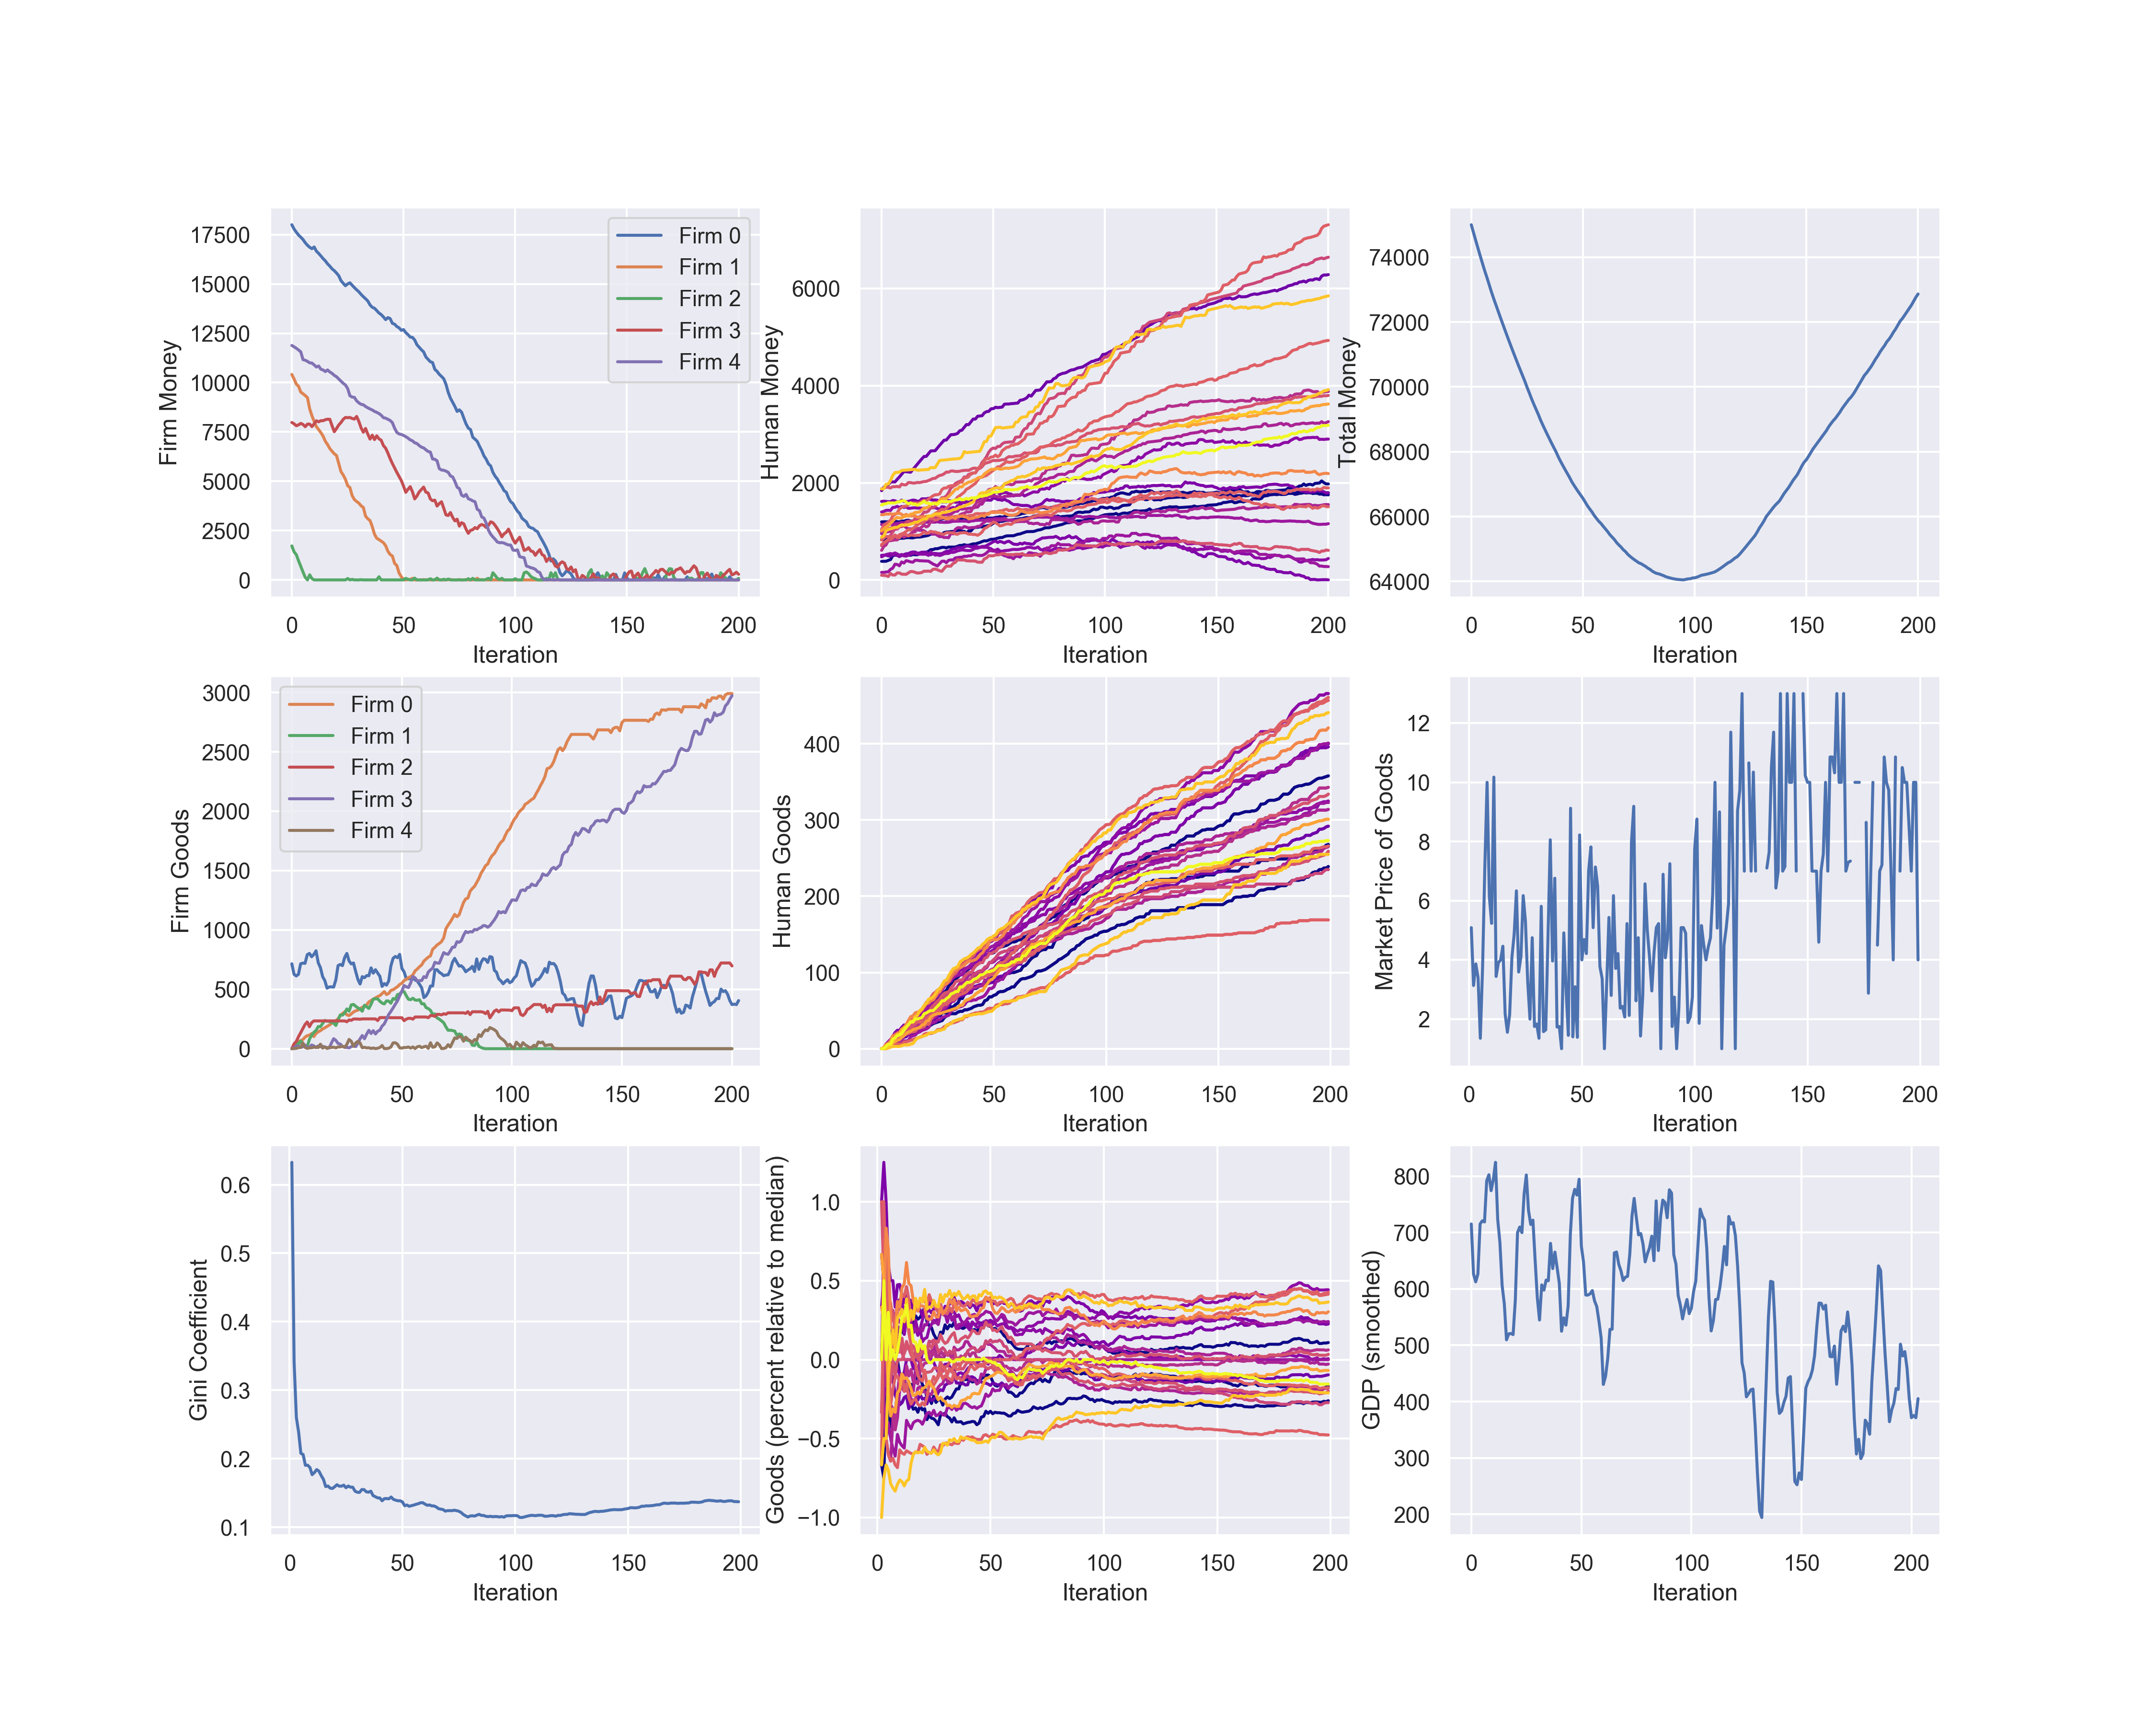 Firm Money
17500
15000
12500
10000
7500
5000
2500
0
Firm 0
Firm 1
Firm 2
Firm 3
Firm 4
0 50 100 150 200
Iteration
Human Money
6000
4000
2000
0
0 50 100 150 200
Iteration
Total Money
74000
72000
70000
68000
66000
64000
0 50 100 150 200
Iteration
Firm Goods
3000
2500
2000
1500
1000
500
0
Firm 0
Firm 1
Firm 2
Firm 3
Firm 4
0 50 100 150 200
Iteration
Human Goods
400
300
200
100
0
0 50 100 150 200
Iteration
Market Price of Goods
12
10
8
6
4
2
0 50 100 150 200
Iteration
Gini Coefficient
0.6
0.5
0.4
0.3
0.2
0.1
0 50 100 150 200
Iteration
Goods (percent relative to median)
1.0
0.5
0.0
−0.5
−1.0
0 50 100 150 200
Iteration
GDP (smoothed)
800
700
600
500
400
300
200
0 50 100 150 200
Iteration